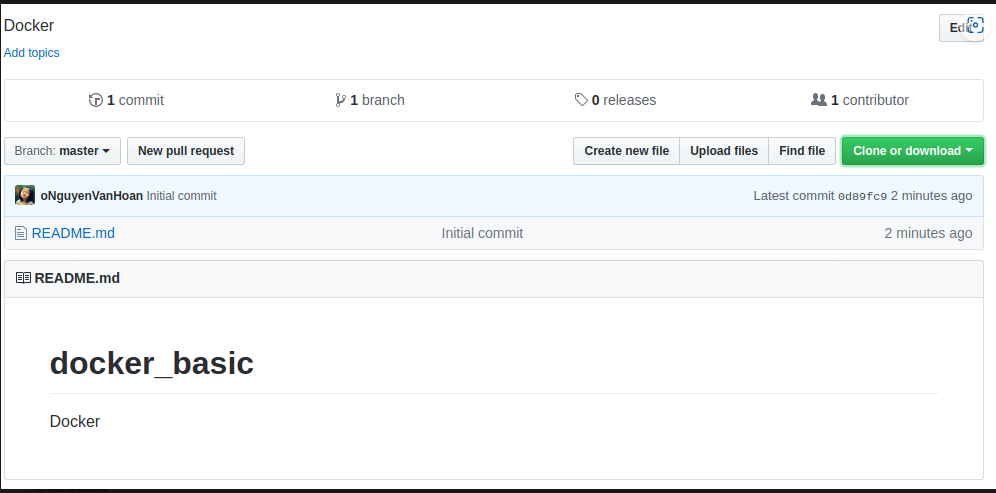 Docker
Edit
Add topics
1 commit 1 branch 0 releases 1 contributor
Branch: master New pull request Create new file Upload files Find file Clone or download
oNguyenVanHoan Initial commit Latest commit 0d89fc9 2 minutes ago
README.md Initial commit 2 minutes ago
README.md
docker_basic
Docker